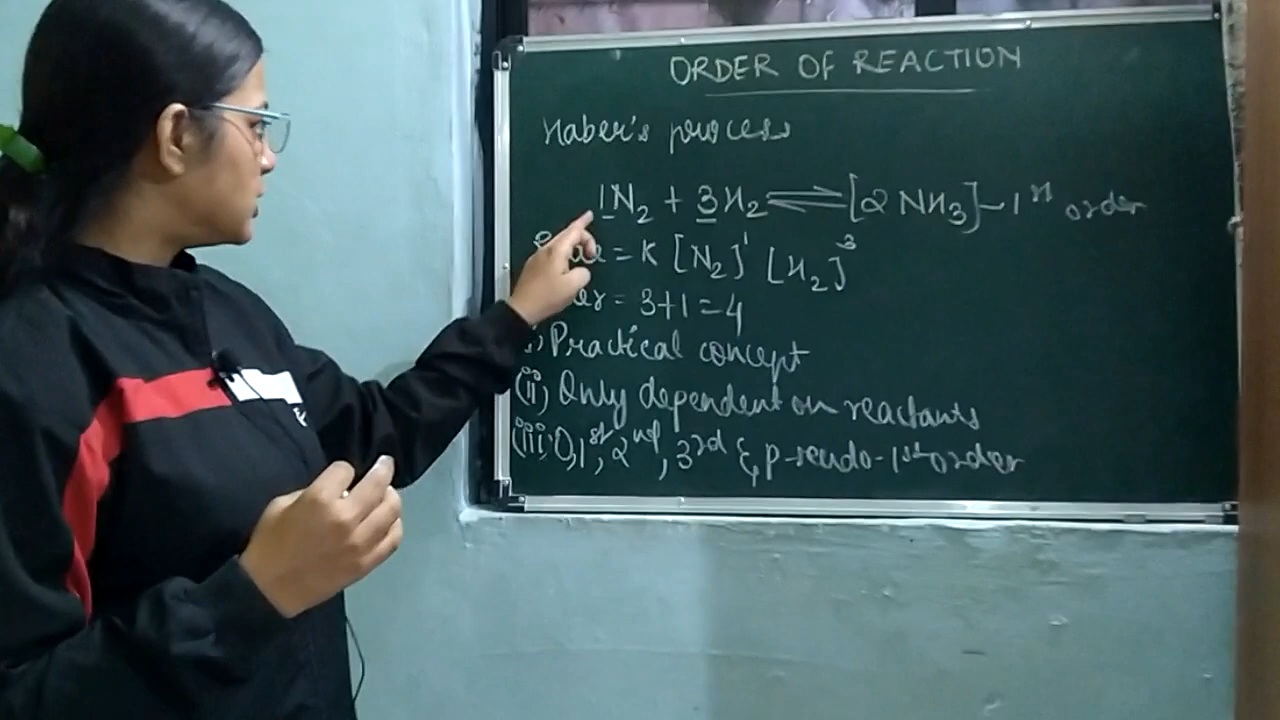 ORDER OF REACTION
Haber's process
1N₂ + 3H₂ ⇌ [2NH₃] - 1st order
= K [N₂]¹ [H₂]³
= 3+1 = 4
Practical concept
(ii) Only dependent on reactants
(iii) 0, 1st, 2nd, 3rd & pseudo-1st order